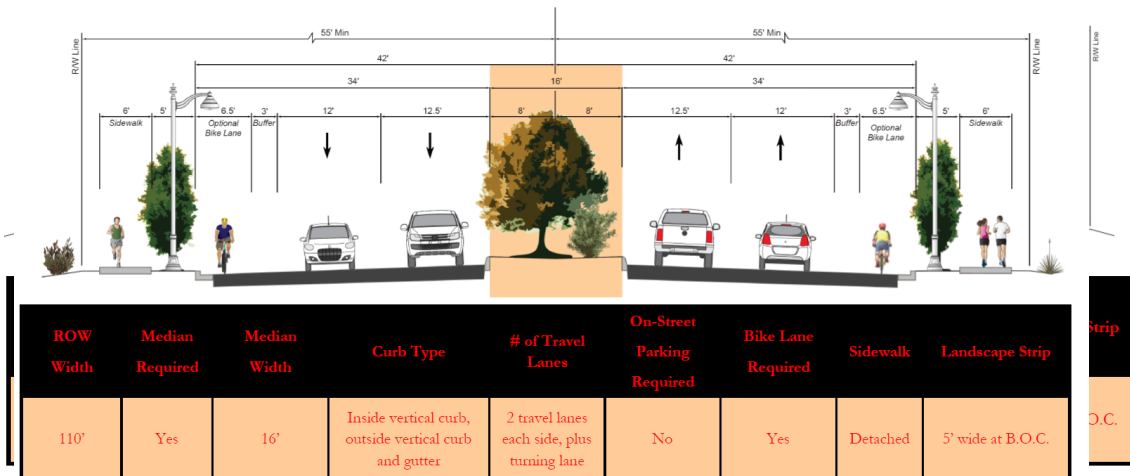 55' Min 55' Min
R/W Line R/W Line R/W Line
42' 42'
34' 16' 34'
6' 5' 6.5' 3' 12' 12.5' 8' 8' 12.5' 12' 3' 6.5' 5' 6'
Sidewalk Optional Bike Lane Buffer Buffer Optional Bike Lane Sidewalk
ROW Width
Median Required
Median Width
Curb Type
# of Travel Lanes
On-Street Parking Required
Bike Lane Required
Sidewalk
Landscape Strip
Strip
110'
Yes
16'
Inside vertical curb,
outside vertical curb
and gutter
2 travel lanes
each side, plus
turning lane
No
Yes
Detached
5' wide at B.O.C.
O.C.